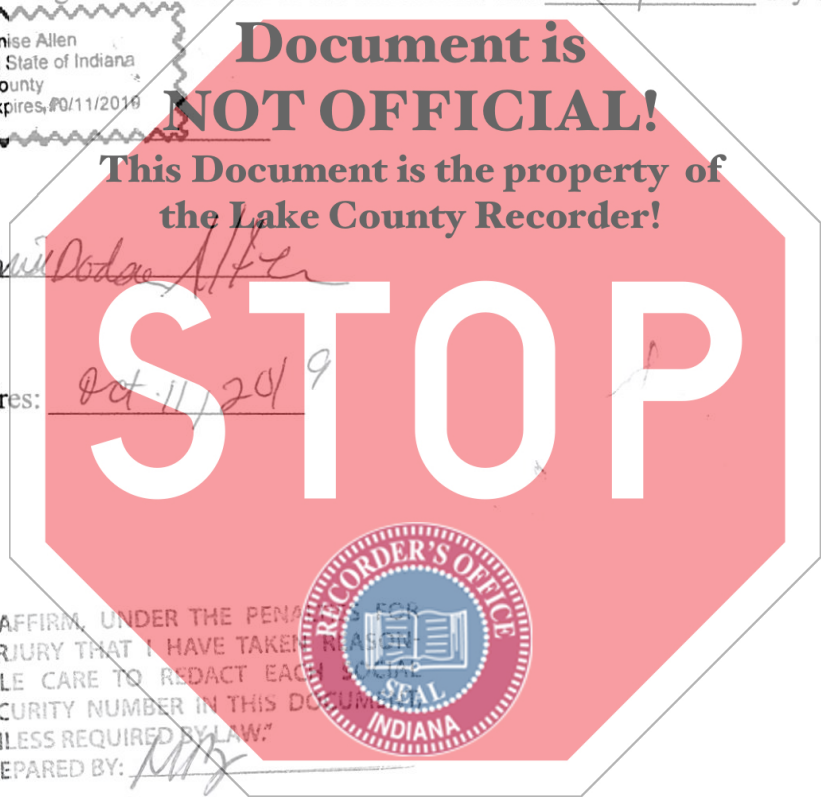 Document is
nise Allen
State of Indiana
ounty
xpires, 10/11/2019
NOT OFFICIAL!
This Document is the property of
the Lake County Recorder!
res: Oct 11, 2019
STOP
RECORDER'S OFFICE
SEAL
INDIANA
AFFIRM, UNDER THE PENALTIES FOR
RJURY THAT I HAVE TAKEN REASON-
LE CARE TO REDACT EACH SOCIAL
CURITY NUMBER IN THIS DOCUMENT,
LESS REQUIRED BY LAW."
EPARED BY: